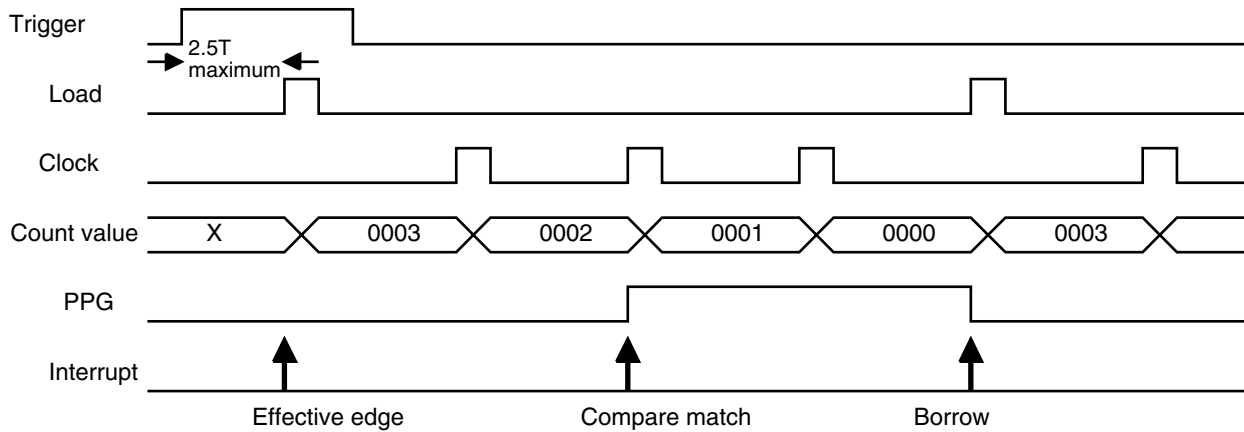 Trigger
2.5T
maximum
Load
Clock
Count value X 0003 0002 0001 0000 0003
PPG
Interrupt
Effective edge Compare match Borrow